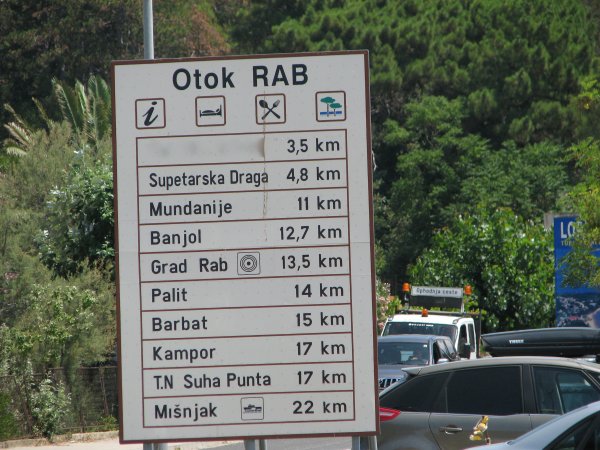 Otok RAB
i
3,5 km
Supetarska Draga 4,8 km
Mundanije 11 km
Banjol 12,7 km
Grad Rab 13,5 km
Palit 14 km
Barbat 15 km
Kampor 17 km
T.N Suha Punta 17 km
Mišnjak 22 km
THULE
LO